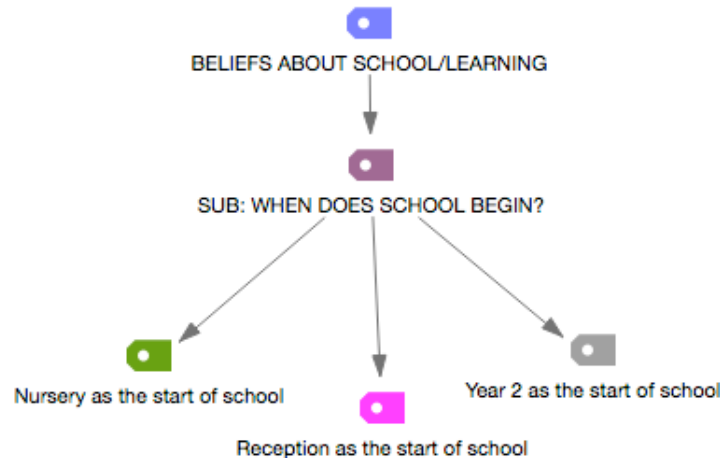 BELIEFS ABOUT SCHOOL/LEARNING
SUB: WHEN DOES SCHOOL BEGIN?
Nursery as the start of school
Year 2 as the start of school
Reception as the start of school